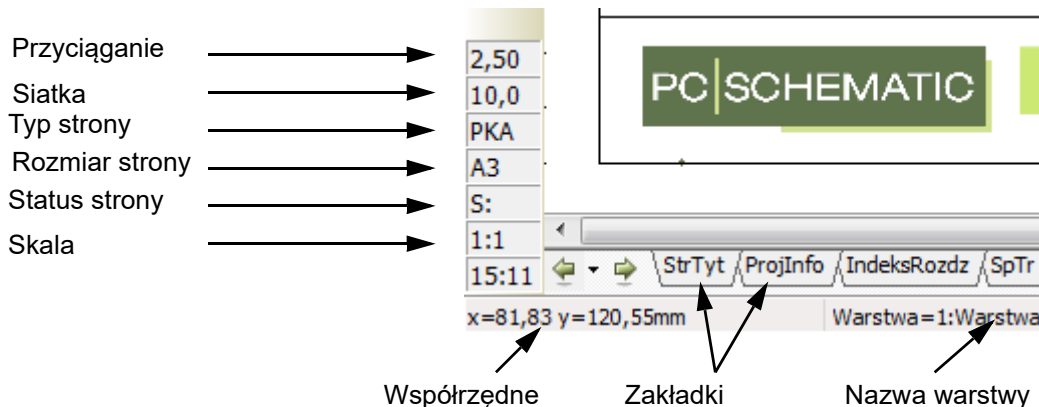 Przyciąganie
Siatka
Typ strony
Rozmiar strony
Status strony
Skala
2,50
10,0
PKA
A3
S:
1:1
15:11
PC|SCHEMATIC
StrTyt ProjInfo IndeksRozdz SpTr
x=81,83 y=120,55mm Warstwa=1:Warstwa
Współrzędne Zakładki Nazwa warstwy